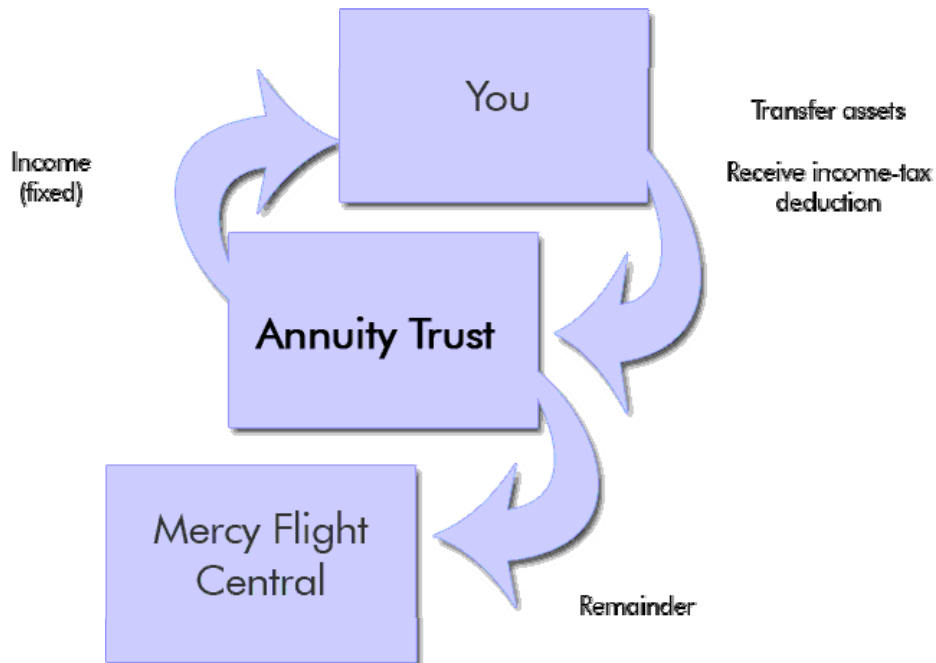 You
Transfer assets
Receive income-tax
deduction
Income
(fixed)
Annuity Trust
Mercy Flight
Central
Remainder